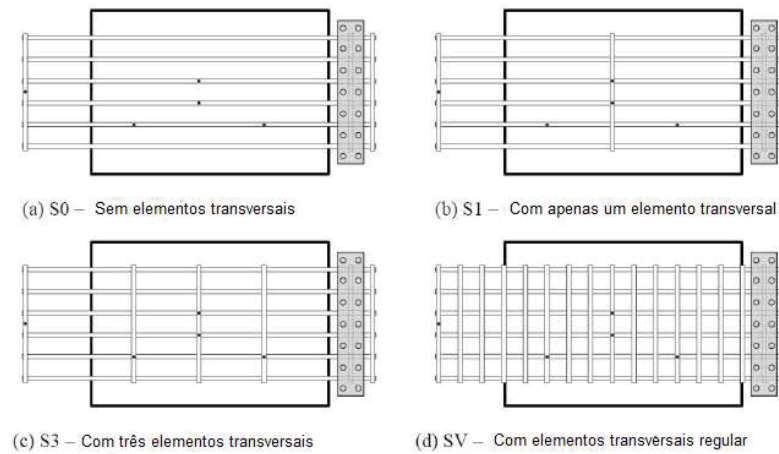 (a) S0 – Sem elementos transversais
(b) S1 – Com apenas um elemento transversal
(c) S3 – Com três elementos transversais
(d) SV – Com elementos transversais regular